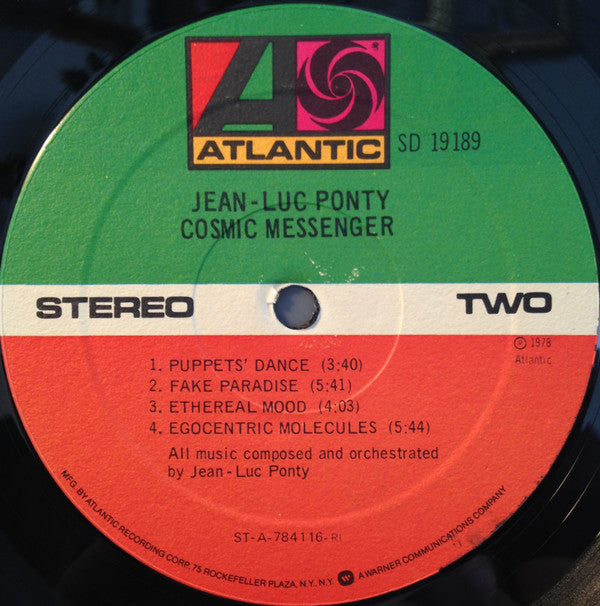 ATLANTIC
®
SD 19189
JEAN-LUC PONTY
COSMIC MESSENGER
STEREO
TWO
℗ 1978
Atlantic
1. PUPPETS' DANCE (3:40)
2. FAKE PARADISE (5:41)
3. ETHEREAL MOOD (4:03)
4. EGOCENTRIC MOLECULES (5:44)
All music composed and orchestrated
by Jean-Luc Ponty
ST-A-784116-RI
MFG. BY ATLANTIC RECORDING CORP. 75 ROCKEFELLER PLAZA, N.Y. N.Y. A WARNER COMMUNICATIONS COMPANY